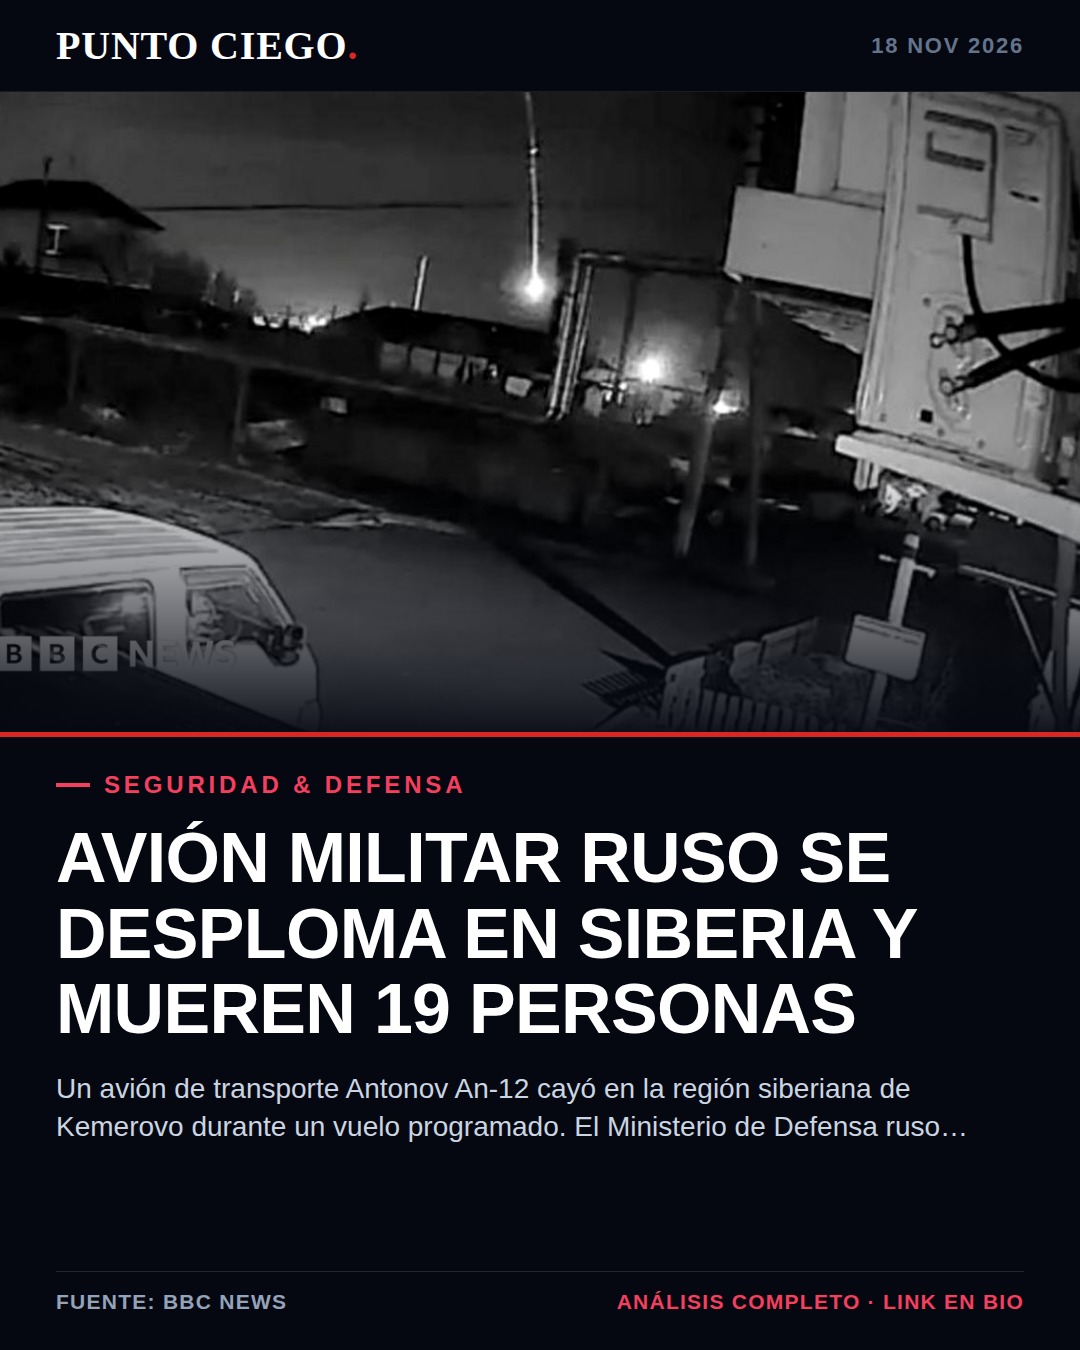 PUNTO CIEGO.
18 NOV 2026
BBC NEWS
SEGURIDAD & DEFENSA
AVIÓN MILITAR RUSO SE
DESPLOMA EN SIBERIA Y
MUEREN 19 PERSONAS
Un avión de transporte Antonov An-12 cayó en la región siberiana de
Kemerovo durante un vuelo programado. El Ministerio de Defensa ruso…
FUENTE: BBC NEWS
ANÁLISIS COMPLETO · LINK EN BIO